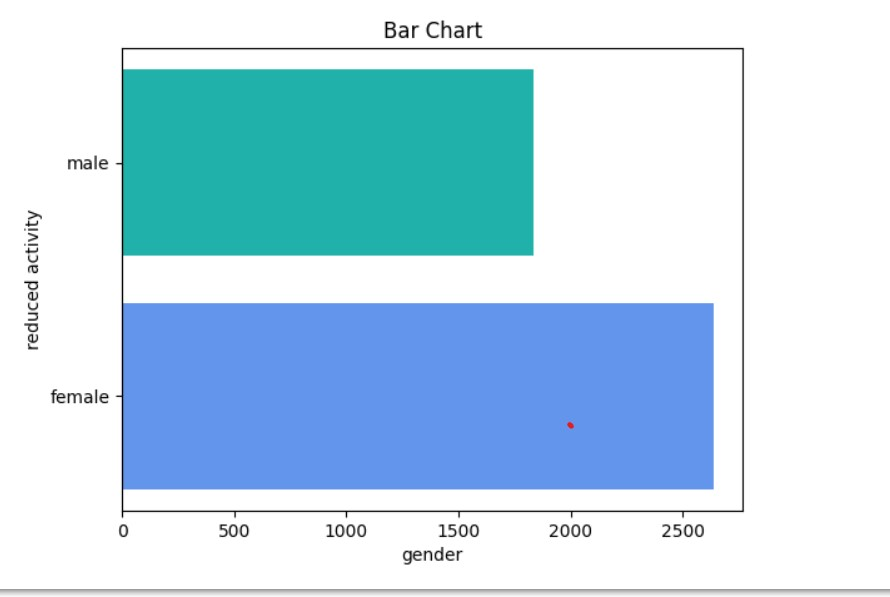 Bar Chart
male
reduced activity
female
0 500 1000 1500 2000 2500
gender